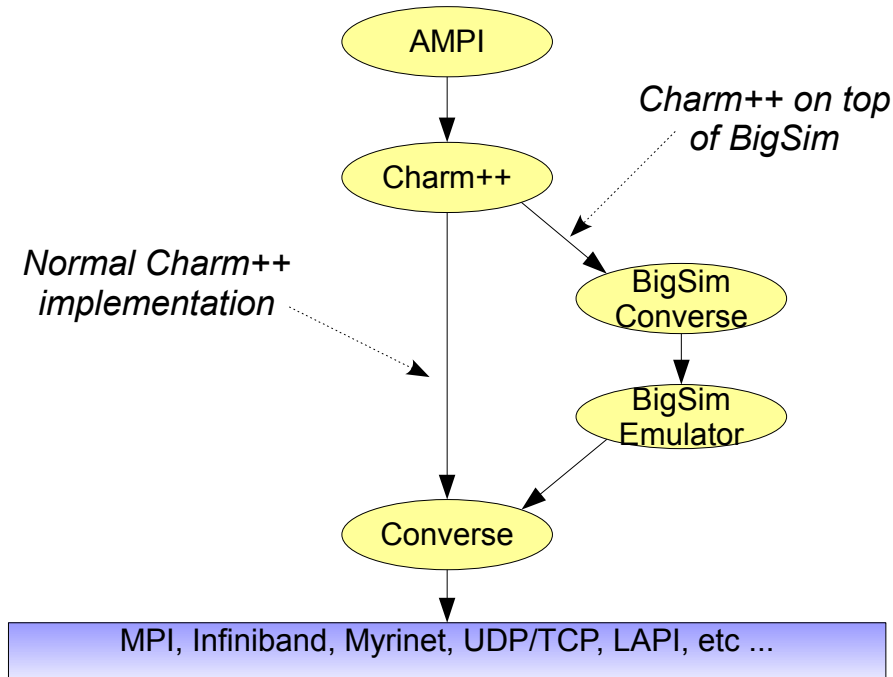 AMPI
Charm++ on top
of BigSim
Charm++
Normal Charm++
implementation
BigSim
Converse
BigSim
Emulator
Converse
MPI, Infiniband, Myrinet, UDP/TCP, LAPI, etc ...